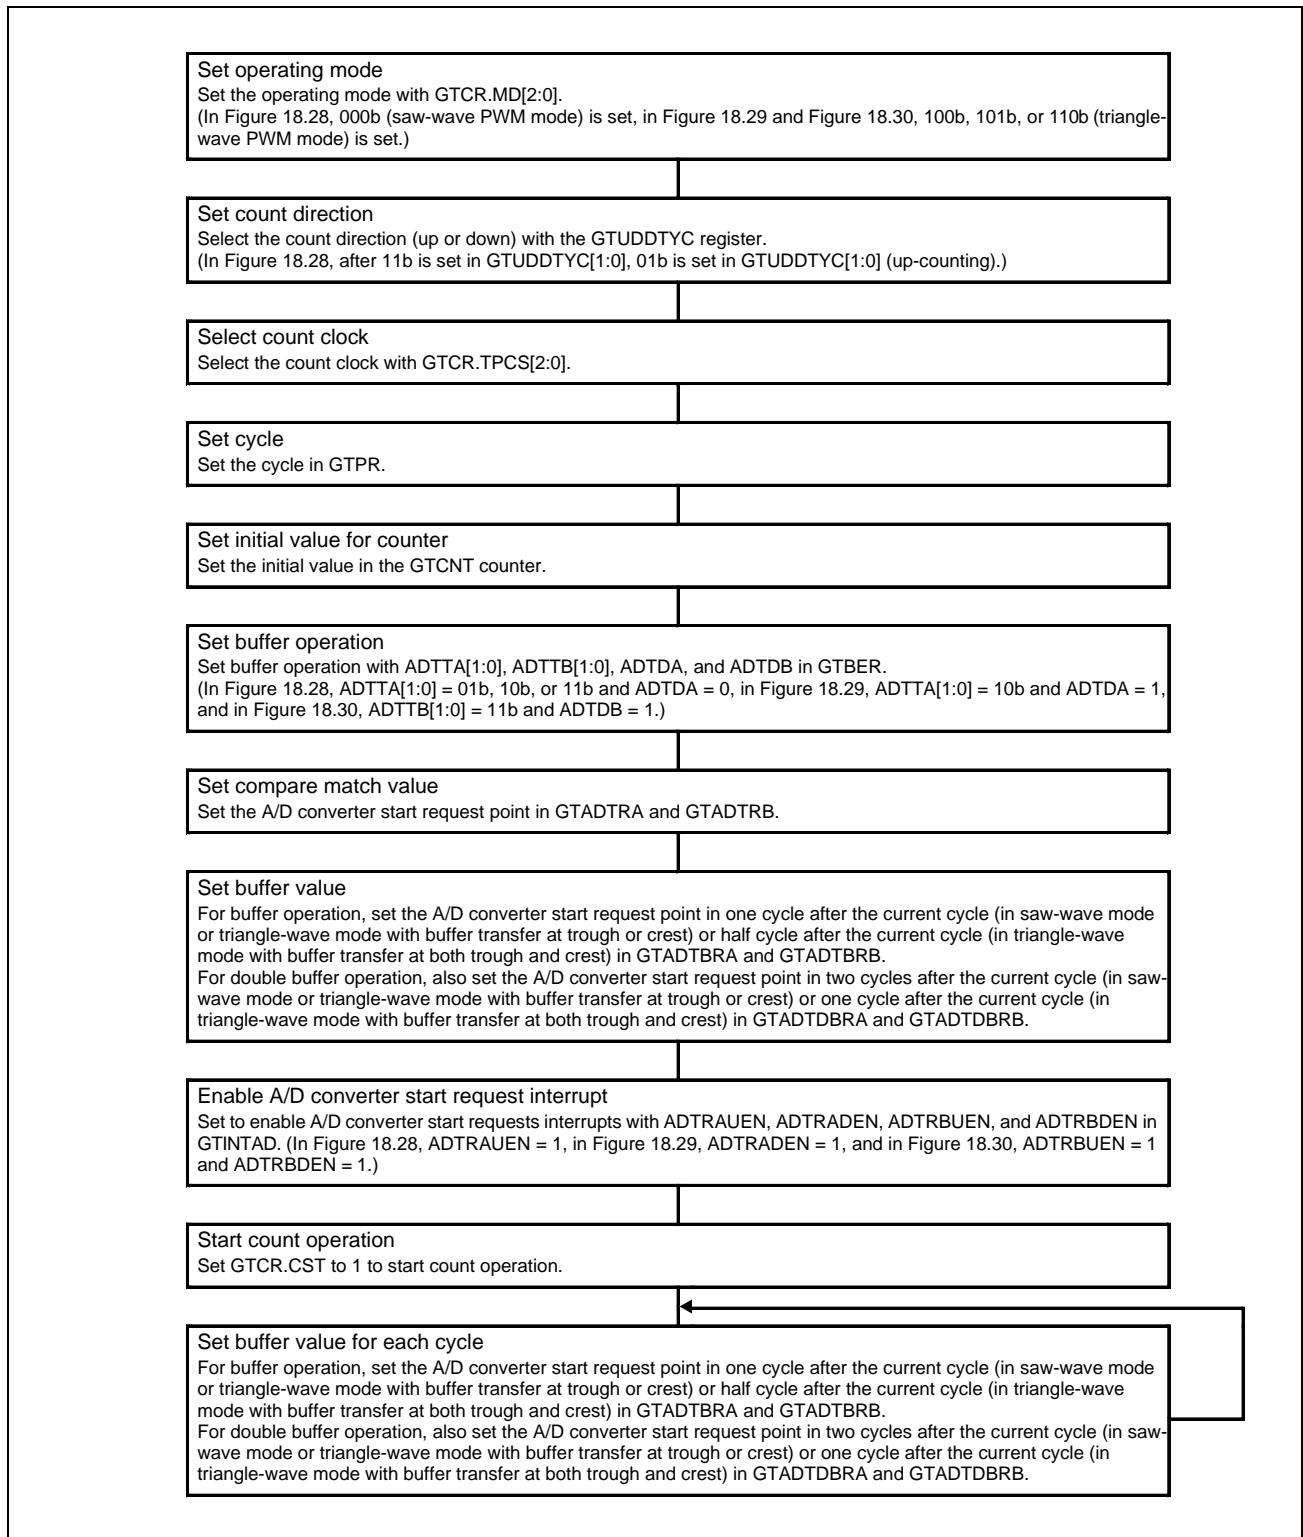 Set operating mode
Set the operating mode with GTCR.MD[2:0].
(In Figure 18.28, 000b (saw-wave PWM mode) is set, in Figure 18.29 and Figure 18.30, 100b, 101b, or 110b (triangle-
wave PWM mode) is set.)
Set count direction
Select the count direction (up or down) with the GTUDDTYC register.
(In Figure 18.28, after 11b is set in GTUDDTYC[1:0], 01b is set in GTUDDTYC[1:0] (up-counting).)
Select count clock
Select the count clock with GTCR.TPCS[2:0].
Set cycle
Set the cycle in GTPR.
Set initial value for counter
Set the initial value in the GTCNT counter.
Set buffer operation
Set buffer operation with ADTTA[1:0], ADTTB[1:0], ADTDA, and ADTDB in GTBER.
(In Figure 18.28, ADTTA[1:0] = 01b, 10b, or 11b and ADTDA = 0, in Figure 18.29, ADTTA[1:0] = 10b and ADTDA = 1,
and in Figure 18.30, ADTTB[1:0] = 11b and ADTDB = 1.)
Set compare match value
Set the A/D converter start request point in GTADTRA and GTADTRB.
Set buffer value
For buffer operation, set the A/D converter start request point in one cycle after the current cycle (in saw-wave mode
or triangle-wave mode with buffer transfer at trough or crest) or half cycle after the current cycle (in triangle-wave
mode with buffer transfer at both trough and crest) in GTADTBRA and GTADTBRB.
For double buffer operation, also set the A/D converter start request point in two cycles after the current cycle (in saw-
wave mode or triangle-wave mode with buffer transfer at trough or crest) or one cycle after the current cycle (in
triangle-wave mode with buffer transfer at both trough and crest) in GTADTDBRA and GTADTDBRB.
Enable A/D converter start request interrupt
Set to enable A/D converter start requests interrupts with ADTRAUEN, ADTRADEN, ADTRBUEN, and ADTRBDEN in
GTINTAD. (In Figure 18.28, ADTRAUEN = 1, in Figure 18.29, ADTRADEN = 1, and in Figure 18.30, ADTRBUEN = 1
and ADTRBDEN = 1.)
Start count operation
Set GTCR.CST to 1 to start count operation.
Set buffer value for each cycle
For buffer operation, set the A/D converter start request point in one cycle after the current cycle (in saw-wave mode
or triangle-wave mode with buffer transfer at trough or crest) or half cycle after the current cycle (in triangle-wave
mode with buffer transfer at both trough and crest) in GTADTBRA and GTADTBRB.
For double buffer operation, also set the A/D converter start request point in two cycles after the current cycle (in saw-
wave mode or triangle-wave mode with buffer transfer at trough or crest) or one cycle after the current cycle (in
triangle-wave mode with buffer transfer at both trough and crest) in GTADTDBRA and GTADTDBRB.